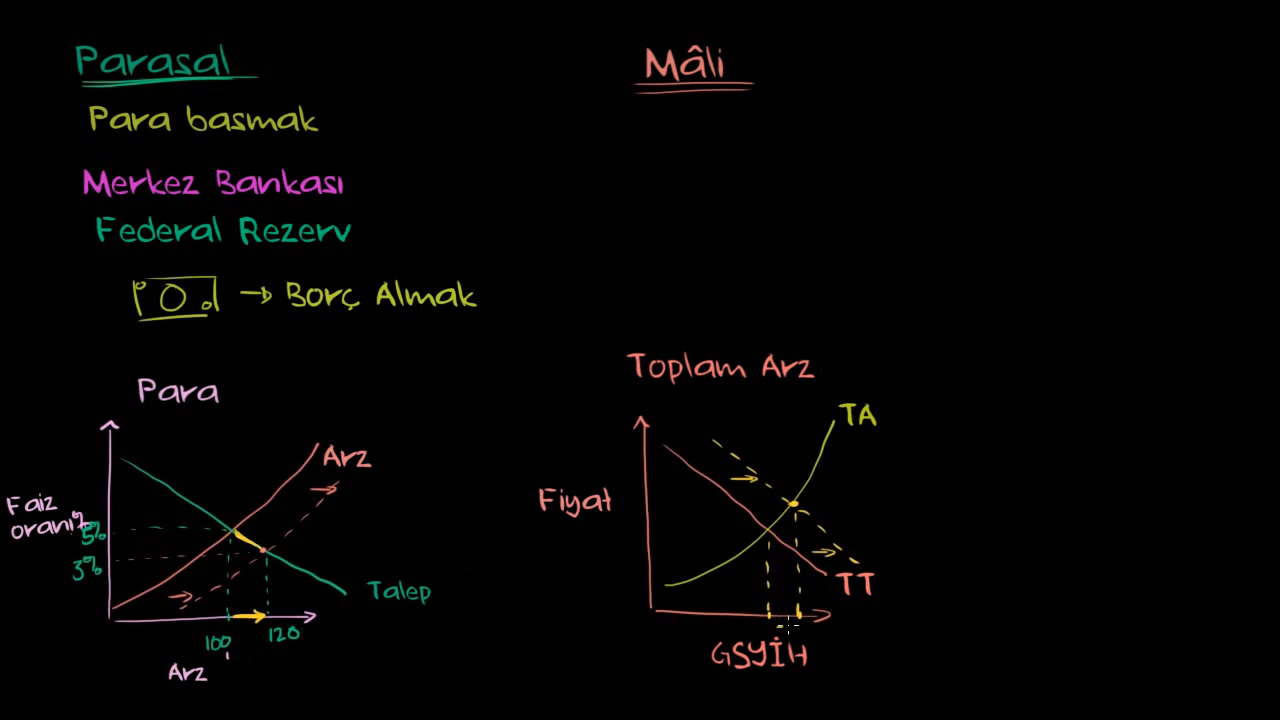 Parasal
Mâli
Para basmak
Merkez Bankası
Federal Rezerv
→ Borç Almak
Para
Faiz
oranı%
5%
3%
Arz
Talep
100
120
Arz
Toplam Arz
Fiyat
TA
TT
GSYİH